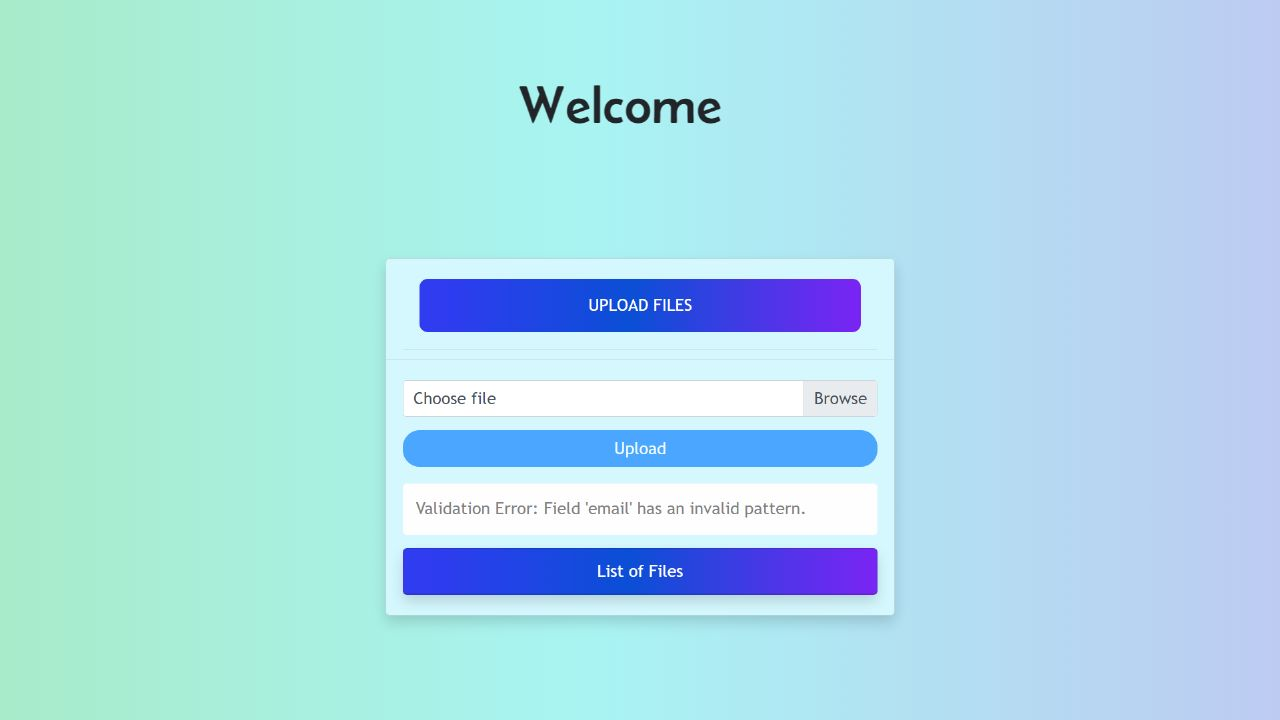 Welcome
UPLOAD FILES
Choose file
Browse
Upload
Validation Error: Field 'email' has an invalid pattern.
List of Files